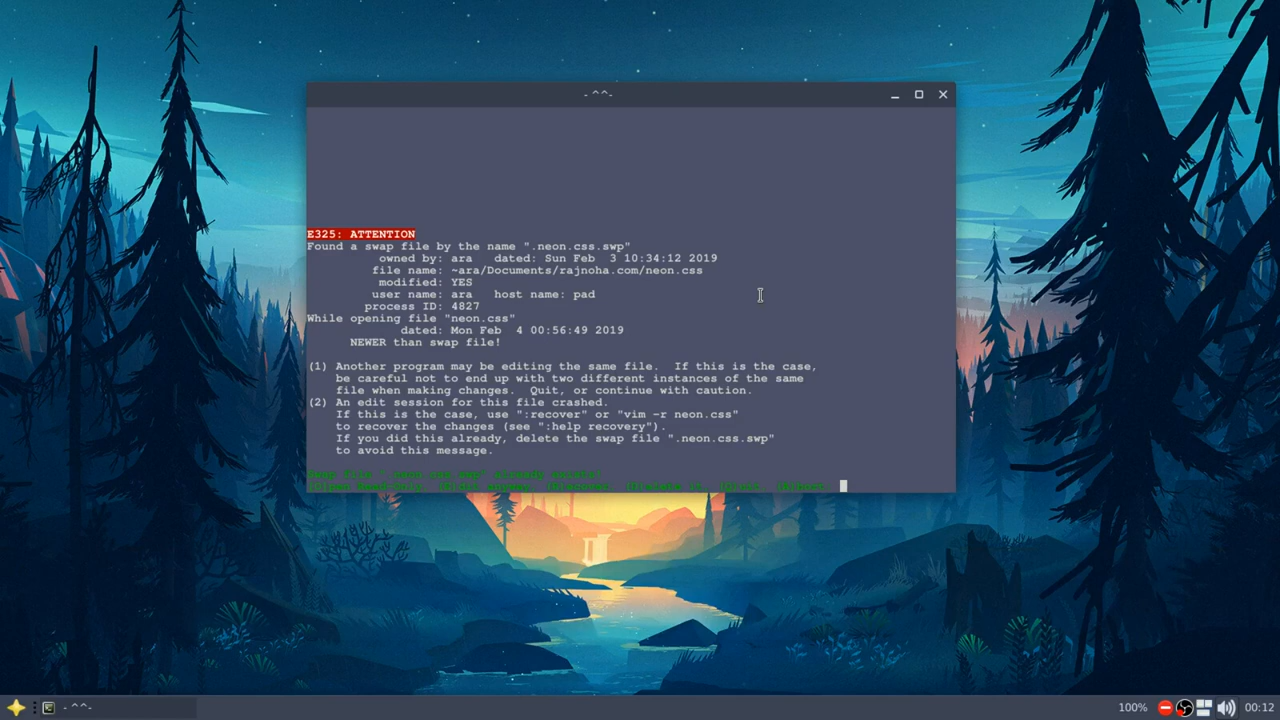 - ^^-
E325: ATTENTION
Found a swap file by the name ".neon.css.swp"
owned by: ara   dated: Sun Feb  3 10:34:12 2019
file name: ~ara/Documents/rajnoha.com/neon.css
modified: YES
user name: ara   host name: pad
process ID: 4827
While opening file "neon.css"
dated: Mon Feb  4 00:56:49 2019
NEWER than swap file!
(1) Another program may be editing the same file.  If this is the case,
be careful not to end up with two different instances of the same
file when making changes.  Quit, or continue with caution.
(2) An edit session for this file crashed.
If this is the case, use ":recover" or "vim -r neon.css"
to recover the changes (see ":help recovery").
If you did this already, delete the swap file ".neon.css.swp"
to avoid this message.
Swap file ".neon.css.swp" already exists!
- ^^-
100%
00:12